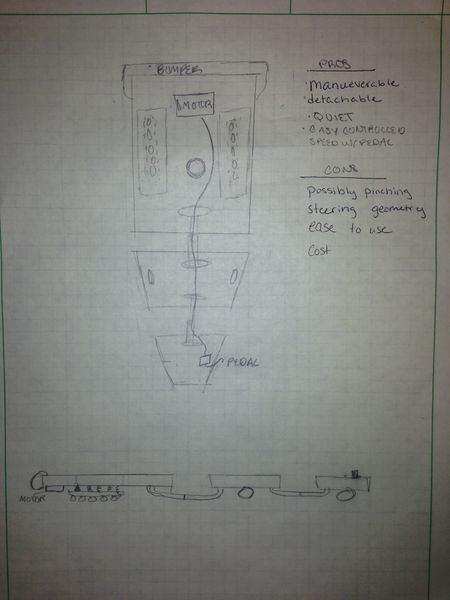 BUMPER
MOTOR
PEDAL
MOTOR
PROS
· Manueverable
· detachable
· QUIET
· EASY CONTROLLED
SPEED W/ PEDAL
CONS
possibly pinching
steering geometry
ease to use
Cost